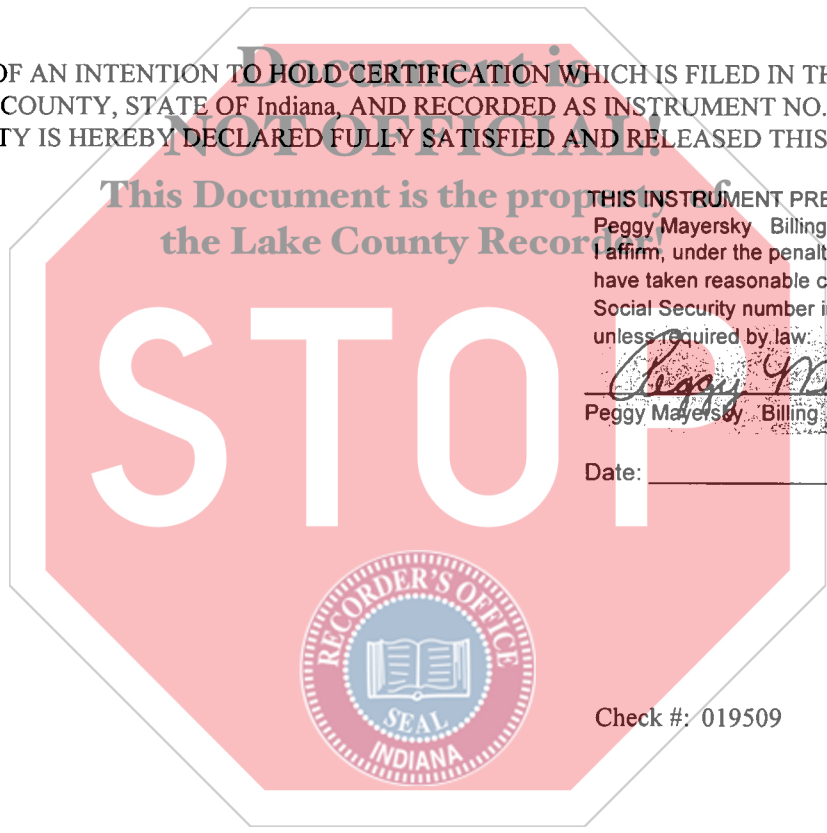 Document is
OF AN INTENTION TO HOLD CERTIFICATION WHICH IS FILED IN TH
COUNTY, STATE OF Indiana, AND RECORDED AS INSTRUMENT NO.
TY IS HEREBY DECLARED FULLY SATISFIED AND RELEASED THIS
NOT OFFICIAL!
This Document is the property of
the Lake County Recorder!
THIS INSTRUMENT PRE
Peggy Mayersky Billing
I affirm, under the penalt
have taken reasonable c
Social Security number i
unless required by law:
Peggy M
Peggy Mayersky Billing
Date:
STOP
RECORDER'S OFFICE
SEAL
INDIANA
Check #: 019509